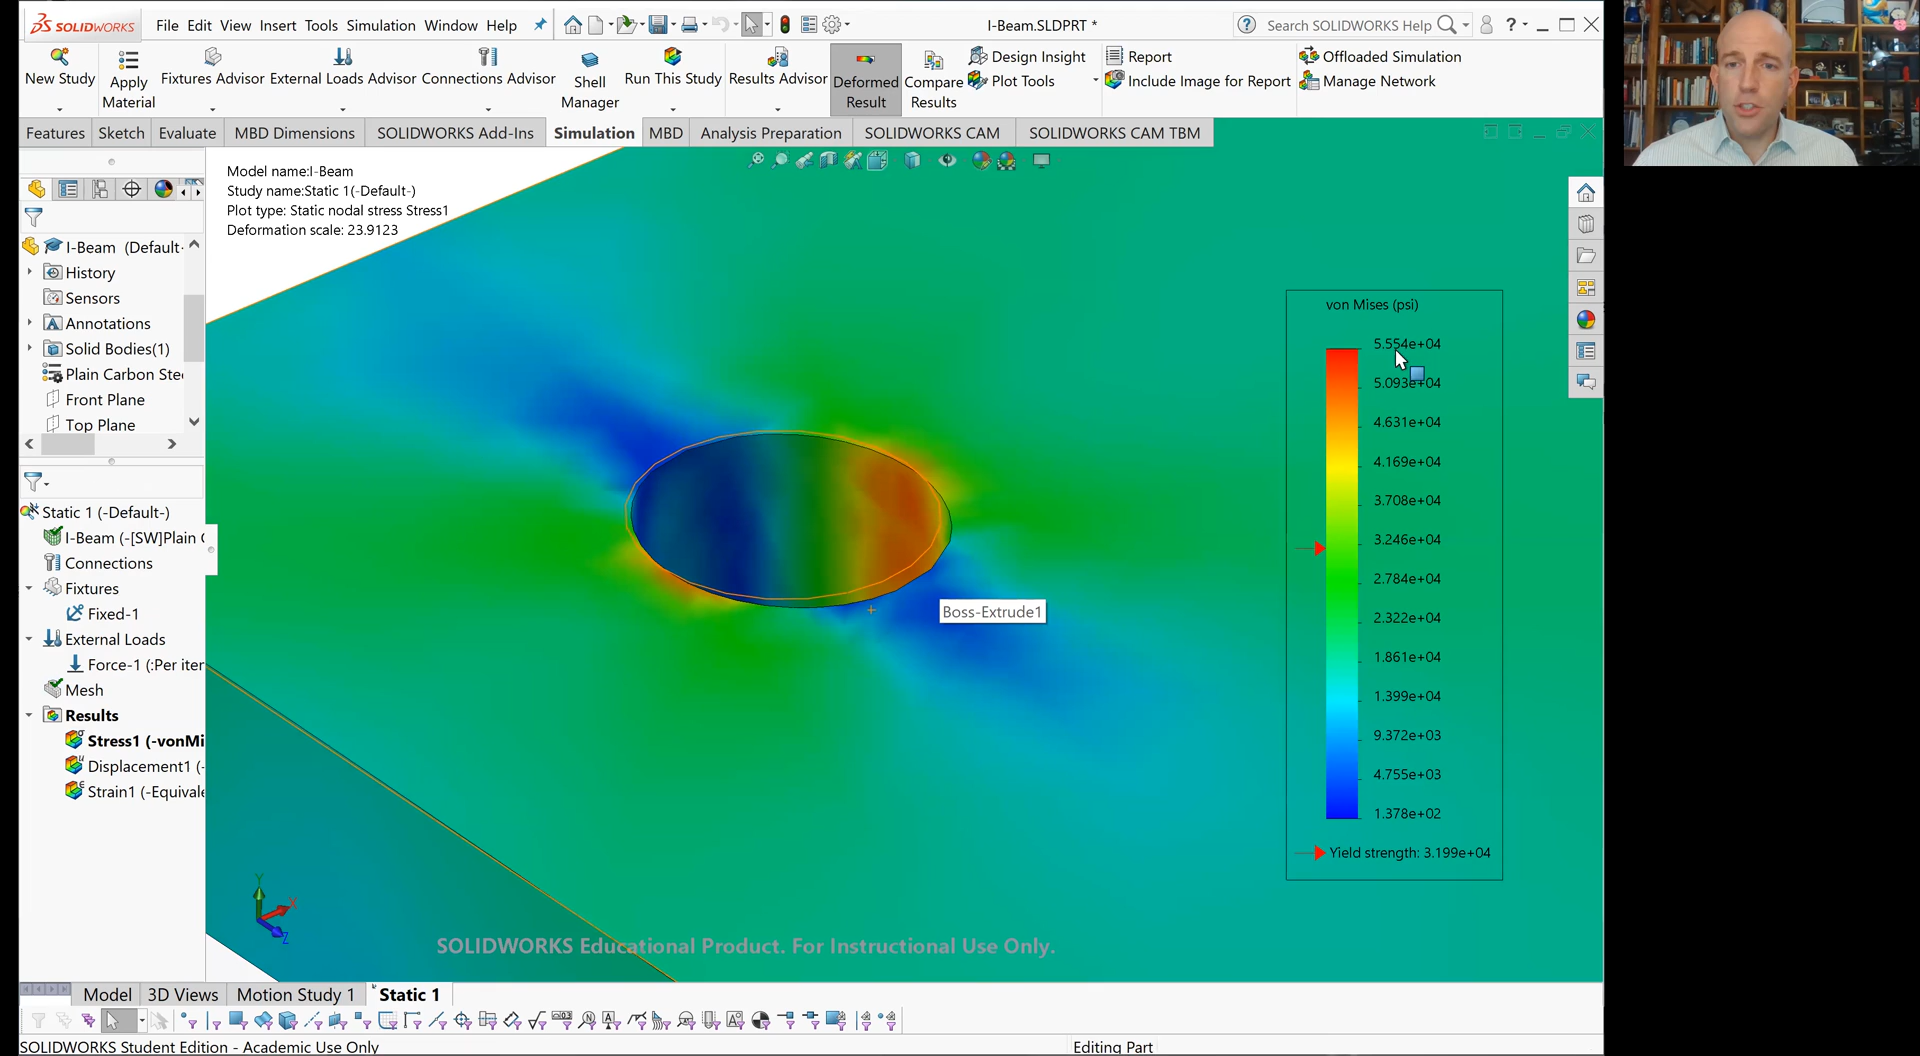 SOLIDWORKS File Edit View Insert Tools Simulation Window Help I-Beam.SLDPRT * Search SOLIDWORKS Help
New Study
Apply Material
Fixtures Advisor
External Loads Advisor
Connections Advisor
Shell Manager
Run This Study
Results Advisor
Deformed Result
Compare Results
Design Insight
Plot Tools
Report
Include Image for Report
Offloaded Simulation
Manage Network
Features Sketch Evaluate MBD Dimensions SOLIDWORKS Add-Ins Simulation MBD Analysis Preparation SOLIDWORKS CAM SOLIDWORKS CAM TBM
I-Beam (Default-
History
Sensors
Annotations
Solid Bodies(1)
Plain Carbon Stee
Front Plane
Top Plane
Static 1 (-Default-)
I-Beam (-[SW]Plain C
Connections
Fixtures
Fixed-1
External Loads
Force-1 (:Per iter
Mesh
Results
Stress1 (-vonMi
Displacement1 (-
Strain1 (-Equivale
Model name:I-Beam
Study name:Static 1(-Default-)
Plot type: Static nodal stress Stress1
Deformation scale: 23.9123
Boss-Extrude1
von Mises (psi)
5.554e+04
5.093e+04
4.631e+04
4.169e+04
3.708e+04
3.246e+04
2.784e+04
2.322e+04
1.861e+04
1.399e+04
9.372e+03
4.755e+03
1.378e+02
Yield strength: 3.199e+04
Y
X
Z
SOLIDWORKS Educational Product. For Instructional Use Only.
Model 3D Views Motion Study 1 Static 1
SOLIDWORKS Student Edition - Academic Use Only Editing Part